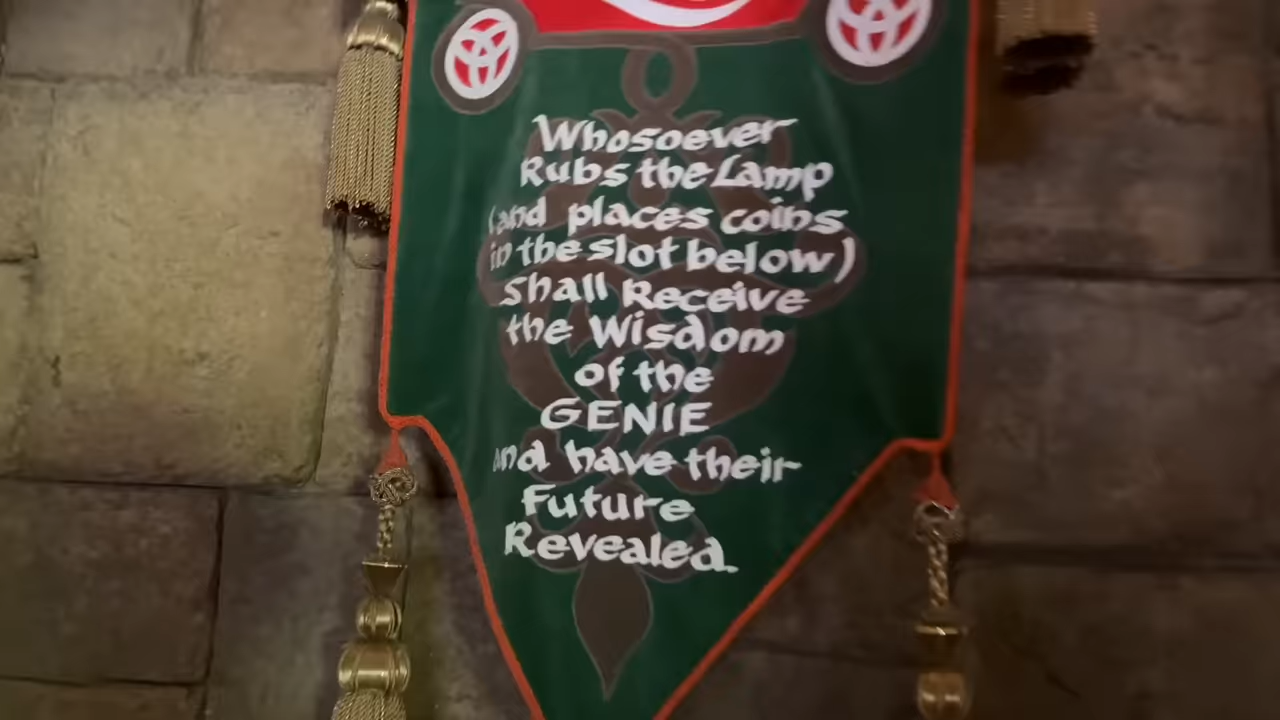 Whosoever
Rubs the Lamp
(and places coins
in the slot below)
Shall Receive
the Wisdom
of the
GENIE
and have their
Future
Revealed.